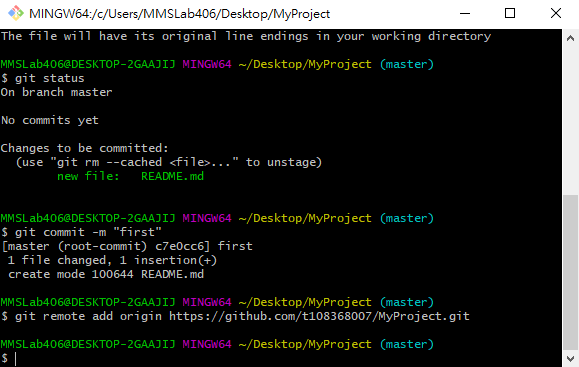 MINGW64:/c/Users/MMSLab406/Desktop/MyProject
The file will have its original line endings in your working directory
MMSLab406@DESKTOP-2GAAJIJ MINGW64 ~/Desktop/MyProject (master)
$ git status
On branch master
No commits yet
Changes to be committed:
  (use "git rm --cached <file>..." to unstage)
        new file:   README.md
MMSLab406@DESKTOP-2GAAJIJ MINGW64 ~/Desktop/MyProject (master)
$ git commit -m "first"
[master (root-commit) c7e0cc6] first
 1 file changed, 1 insertion(+)
 create mode 100644 README.md
MMSLab406@DESKTOP-2GAAJIJ MINGW64 ~/Desktop/MyProject (master)
$ git remote add origin https://github.com/t108368007/MyProject.git
MMSLab406@DESKTOP-2GAAJIJ MINGW64 ~/Desktop/MyProject (master)
$